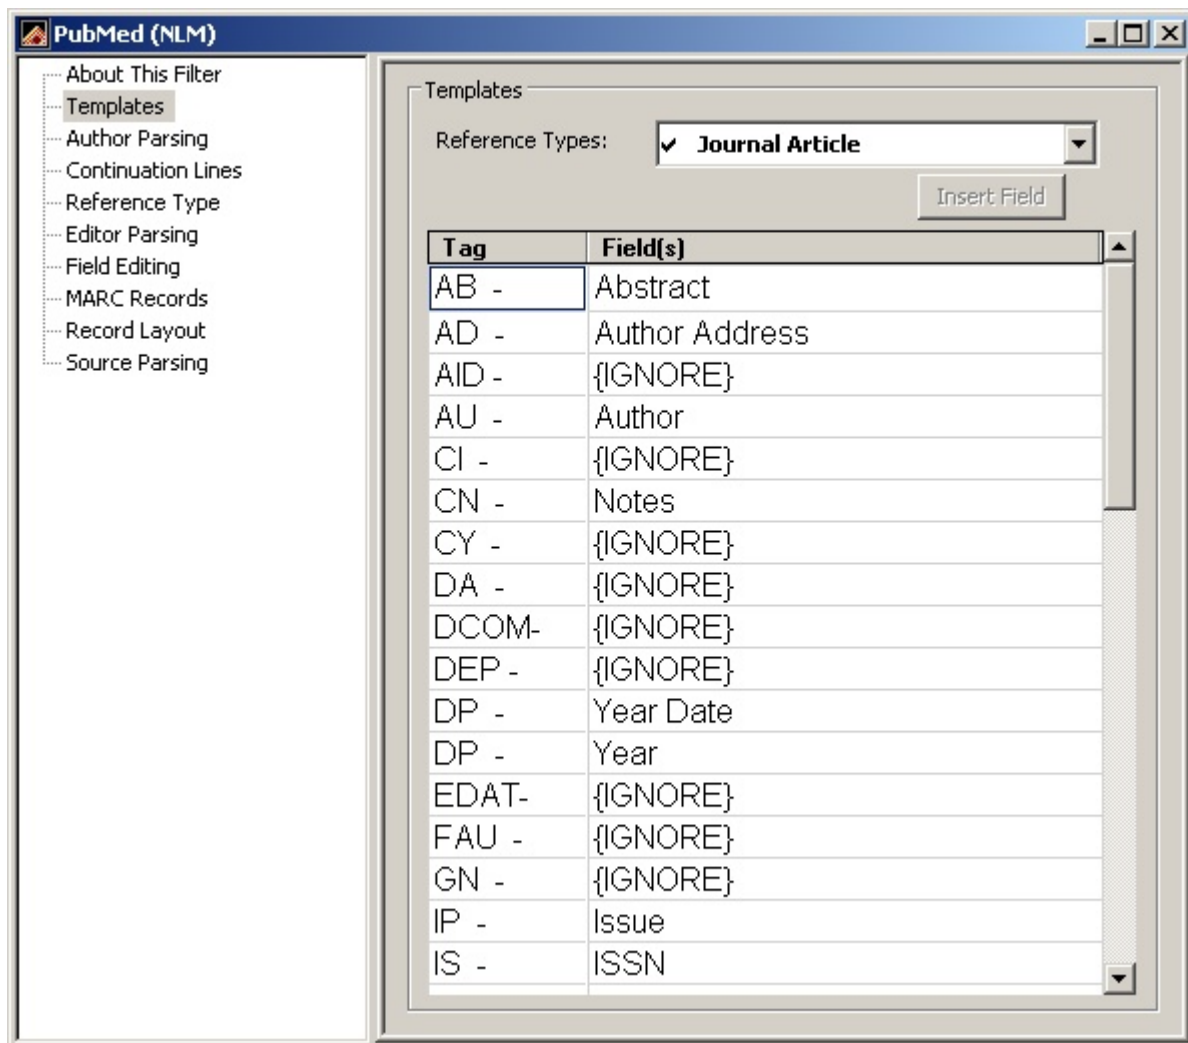 PubMed (NLM)
About This Filter
Templates
Author Parsing
Continuation Lines
Reference Type
Editor Parsing
Field Editing
MARC Records
Record Layout
Source Parsing
Templates
Reference Types: ✓ Journal Article
Insert Field
Tag Field(s)
AB - Abstract
AD - Author Address
AID - {IGNORE}
AU - Author
CI - {IGNORE}
CN - Notes
CY - {IGNORE}
DA - {IGNORE}
DCOM- {IGNORE}
DEP - {IGNORE}
DP - Year Date
DP - Year
EDAT- {IGNORE}
FAU - {IGNORE}
GN - {IGNORE}
IP - Issue
IS - ISSN